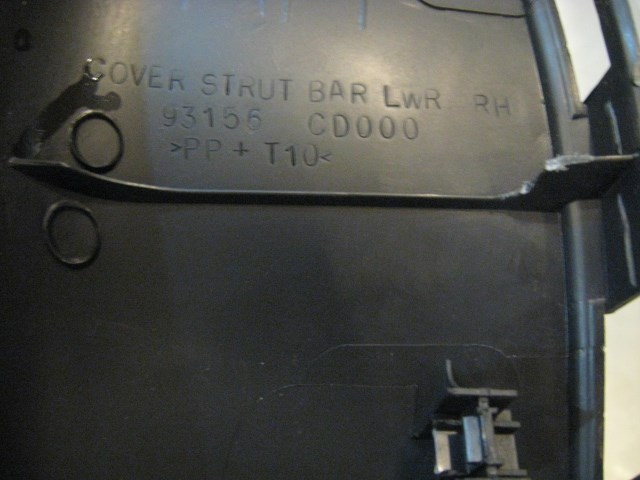 COVER STRUT BAR LWR RH
93156 CD000
>PP + T10<